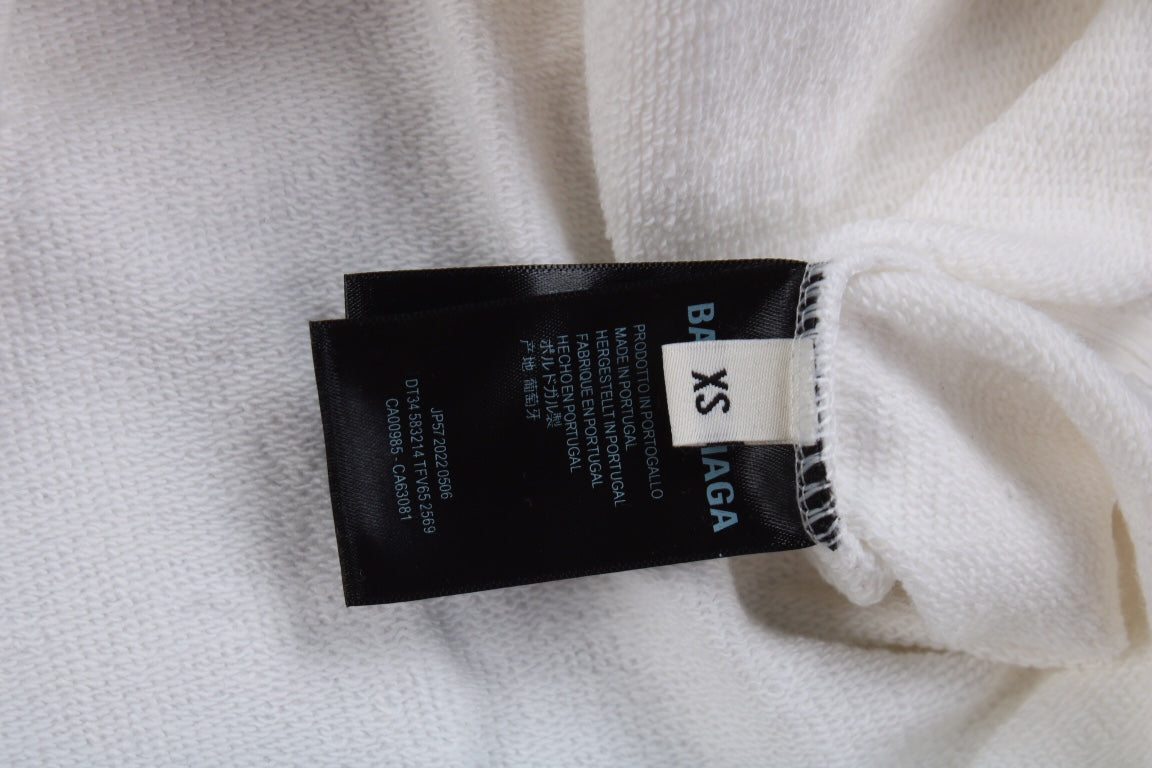 BA IAGA
XS
PRODOTTO IN PORTOGALLO
MADE IN PORTUGAL
HERGESTELLT IN PORTUGAL
FABRIQUE EN PORTUGAL
HECHO EN PORTUGAL
ポルトガル製
产地 葡萄牙
JP57 2022 0506
DT34 583214 TFV65 2569
CA00985 - CA63081